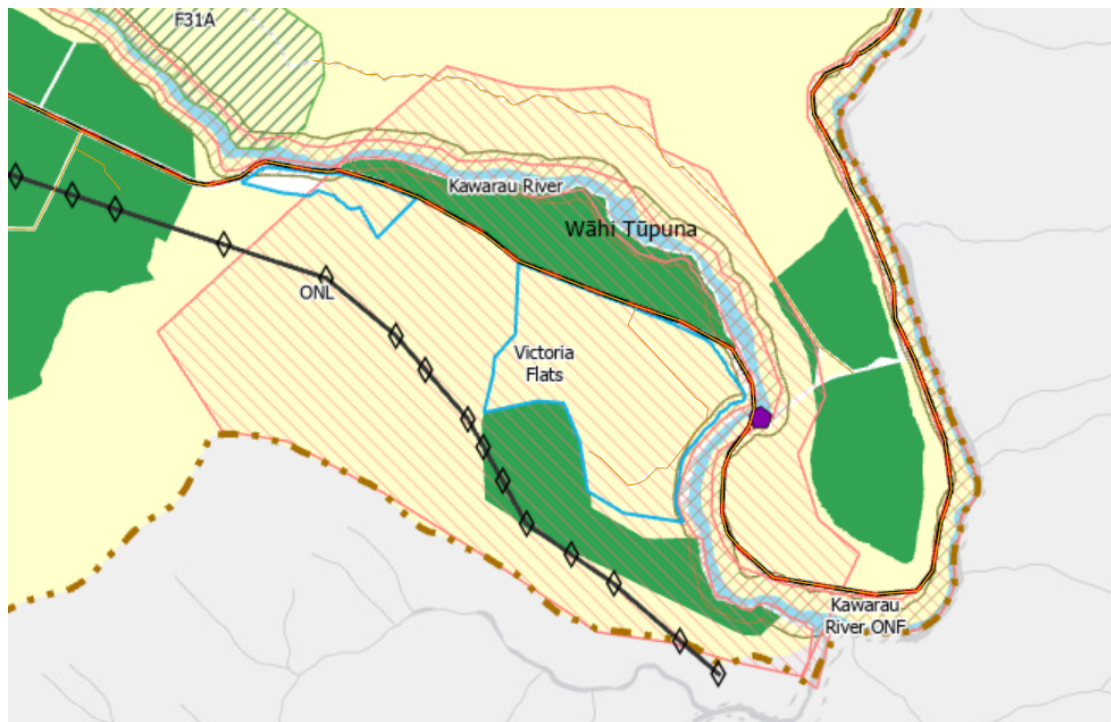 F31A
Kawarau River
Wāhi Tūpuna
ONL
Victoria
Flats
Kawarau
River ONF